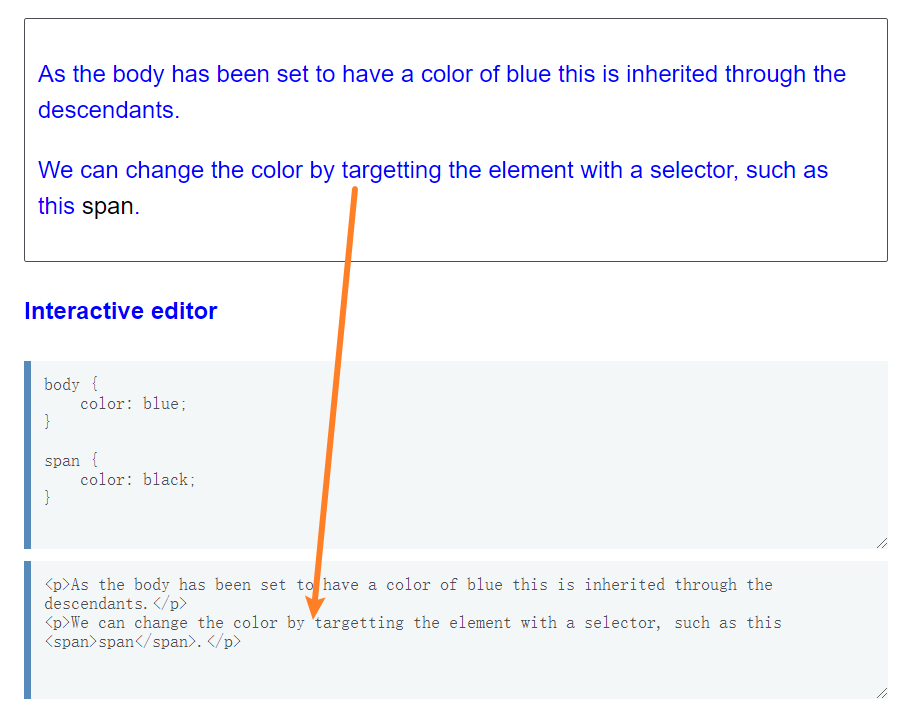 As the body has been set to have a color of blue this is inherited through the
descendants.
We can change the color by targetting the element with a selector, such as
this span.
Interactive editor
body {
    color: blue;
}
span {
    color: black;
}
<p>As the body has been set to have a color of blue this is inherited through the
descendants.</p>
<p>We can change the color by targetting the element with a selector, such as this
<span>span</span>.</p>